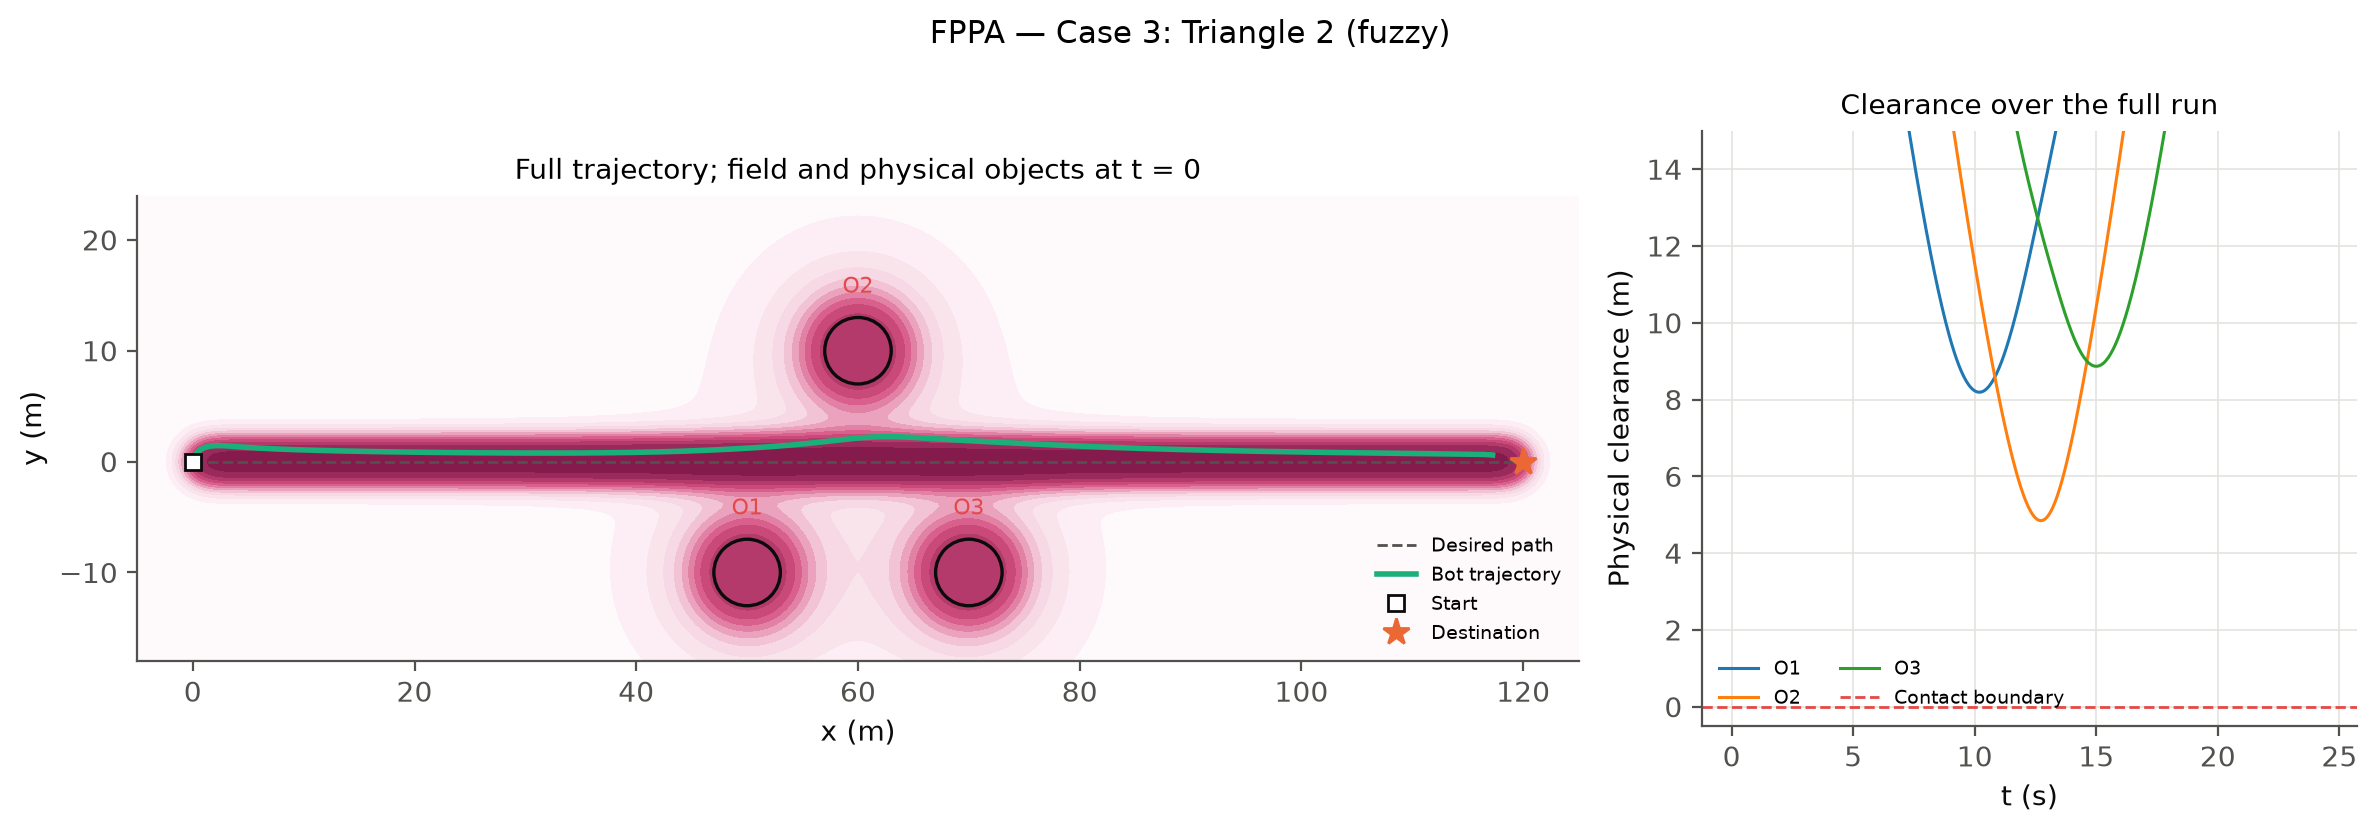 FPPA — Case 3: Triangle 2 (fuzzy)
Full trajectory; field and physical objects at t = 0
y (m)
20
10
0
−10
O2
O1
O3
Desired path
Bot trajectory
Start
Destination
0 20 40 60 80 100 120
x (m)
Clearance over the full run
Physical clearance (m)
14
12
10
8
6
4
2
0
O1 O3
O2 Contact boundary
0 5 10 15 20 25
t (s)